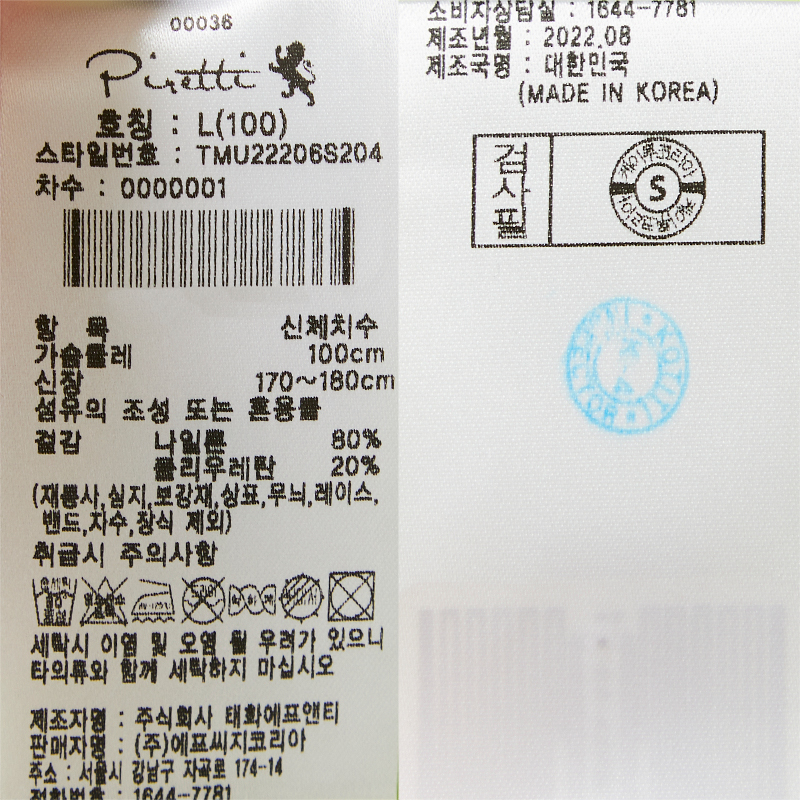 00036
Piretti
호칭 : L(100)
스타일번호 : TMU22206S204
차수 : 0000001
항 목 신체치수
가슴둘레 100cm
신장 170~180cm
섬유의 조성 또는 혼용률
겉감 나일론 80%
폴리우레탄 20%
(재봉사,심지,보강재,상표,무늬,레이스,
밴드,자수,장식 제외)
취급시 주의사항
세탁시 이염 및 오염 될 우려가 있으니
타의류와 함께 세탁하지 마십시오
제조자명 : 주식회사 태화에프앤티
판매자명 : (주)에프씨지코리아
주소 : 서울시 강남구 자곡로 174-14
전화번호 : 1644-7781
소비자상담실 : 1644-7781
제조년월 : 2022.08
제조국명 : 대한민국
(MADE IN KOREA)
검사필
S